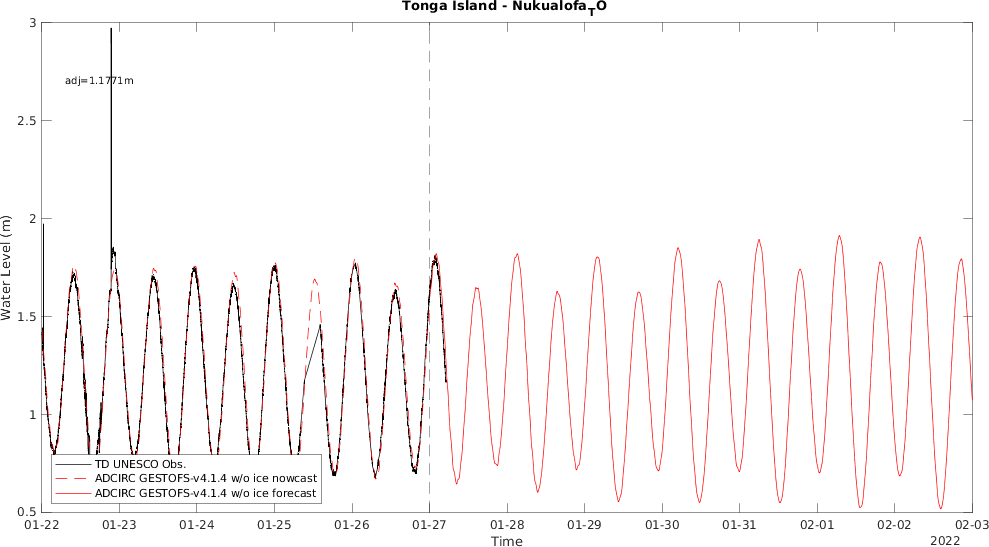 Tonga Island - Nukualofa_TO
adj=1.1771m
Water Level (m)
3
2.5
2
1.5
1
0.5
TD UNESCO Obs.
ADCIRC GESTOFS-v4.1.4 w/o ice nowcast
ADCIRC GESTOFS-v4.1.4 w/o ice forecast
01-22 01-23 01-24 01-25 01-26 01-27 01-28 01-29 01-30 01-31 02-01 02-02 02-03
Time
2022